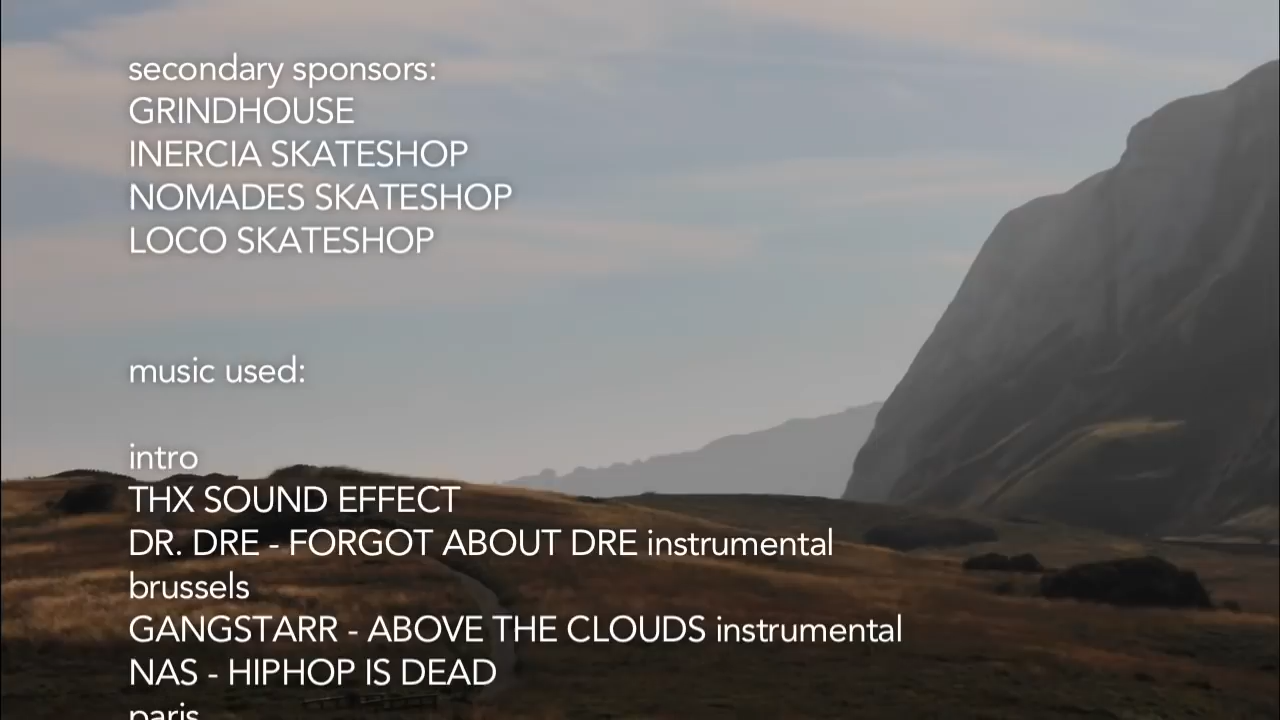 secondary sponsors:
GRINDHOUSE
INERCIA SKATESHOP
NOMADES SKATESHOP
LOCO SKATESHOP
music used:
intro
THX SOUND EFFECT
DR. DRE - FORGOT ABOUT DRE instrumental
brussels
GANGSTARR - ABOVE THE CLOUDS instrumental
NAS - HIPHOP IS DEAD
paris